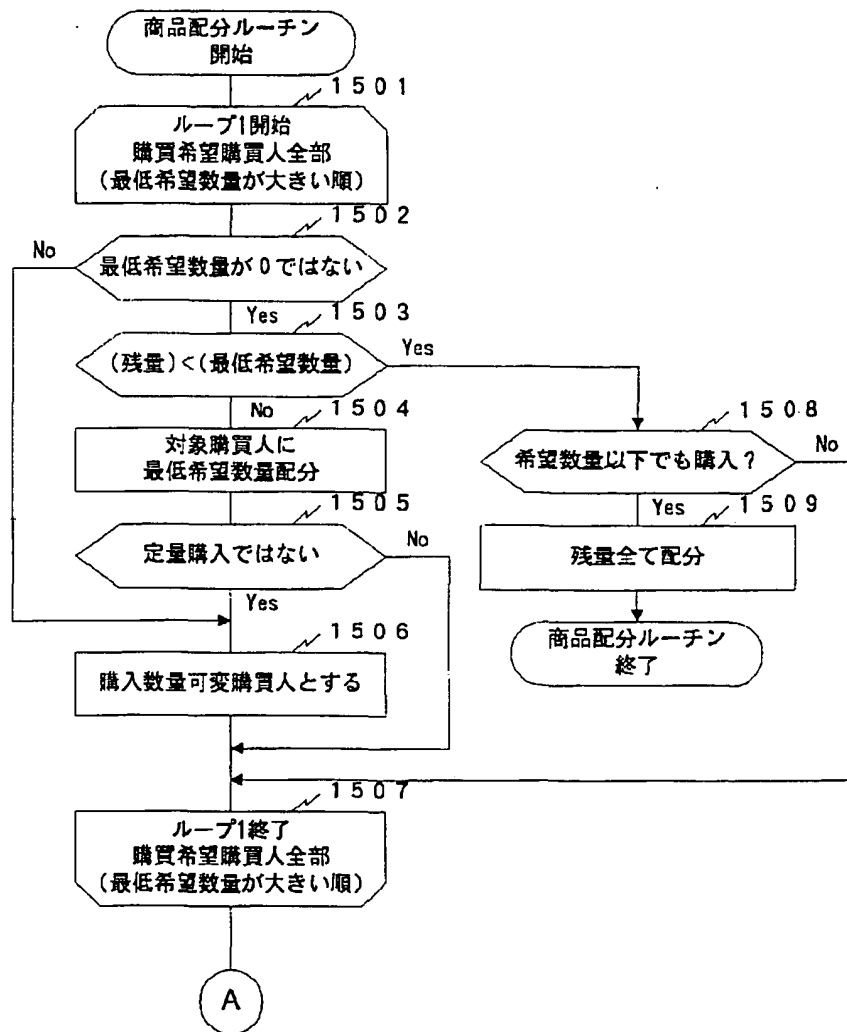 商品配分ルーチン
開始
1501
ループ1開始
購買希望購買人全部
(最低希望数量が大きい順)
1502
No
最低希望数量が0ではない
Yes
1503
(残量)<(最低希望数量)
Yes
No
1504
対象購買人に
最低希望数量配分
1505
定量購入ではない
No
Yes
1506
購入数量可変購買人とする
1507
ループ1終了
購買希望購買人全部
(最低希望数量が大きい順)
A
1508
希望数量以下でも購入?
No
Yes
1509
残量全て配分
商品配分ルーチン
終了